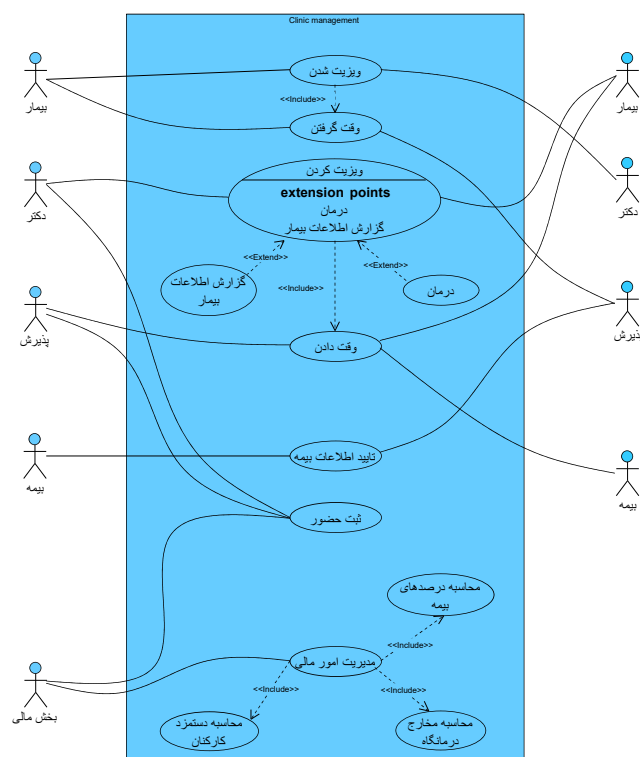 Clinic management
بیمار
ویزیت شدن
بیمار
<<Include>>
وقت گرفتن
دکتر
ویزیت کردن
extension points
درمان
گزارش اطلاعات بیمار
دکتر
<<Extend>>
<<Extend>>
<<Include>>
گزارش اطلاعات
بیمار
درمان
پذیرش
وقت دادن
ذیرش
بیمه
تایید اطلاعات بیمه
بیمه
ثبت حضور
محاسبه درصدهای
بیمه
<<Include>>
بخش مالی
مدیریت امور مالی
<<Include>>
<<Include>>
محاسبه دستمزد
کارکنان
محاسبه مخارج
درمانگاه